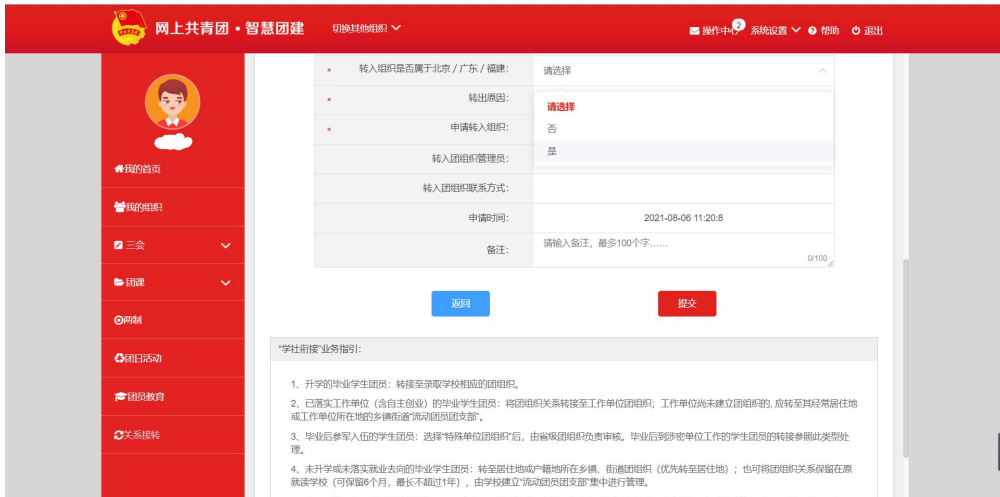 网上共青团·智慧团建
切换其他组织
操作中心 2 系统设置 帮助 退出
我的首页
我的组织
三会
团课
两制
团日活动
团员教育
关系接转
* 转入组织是否属于北京/广东/福建： 请选择
* 转出原因： 请选择
* 申请转入组织： 否
是
转入团组织管理员：
转入团组织联系方式：
申请时间： 2021-08-06 11:20:8
备注： 请输入备注，最多100个字……
0/100
返回 提交
"学社衔接"业务指引：
1、升学的毕业学生团员：转接至录取学校相应的团组织。
2、已落实工作单位（含自主创业）的毕业学生团员：将团组织关系转接至工作单位团组织；工作单位尚未建立团组织的, 应转至其经常居住地
或工作单位所在地的乡镇街道"流动团员团支部"。
3、毕业后参军入伍的学生团员：选择"特殊单位团组织"后，由省级团组织负责审核。毕业后到涉密单位工作的学生团员的转接参照此类型处
理。
4、未升学或未落实就业去向的毕业学生团员：转至居住地或户籍地所在乡镇、街道团组织（优先转至居住地）；也可将团组织关系保留在原
就读学校（可保留6个月，最长不超过1年），由学校建立"流动团员团支部"集中进行管理。